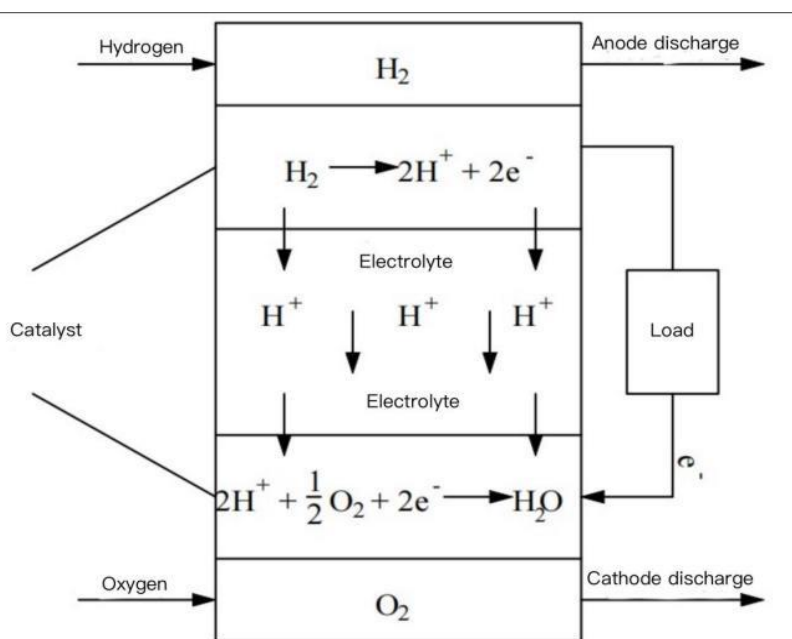 Hydrogen
H₂
Anode discharge
H₂ → 2H⁺ + 2e⁻
Electrolyte
H⁺ H⁺ H⁺
Catalyst
Load
Electrolyte
e⁻
2H⁺ + 1/2 O₂ + 2e⁻ → H₂O
Oxygen
O₂
Cathode discharge